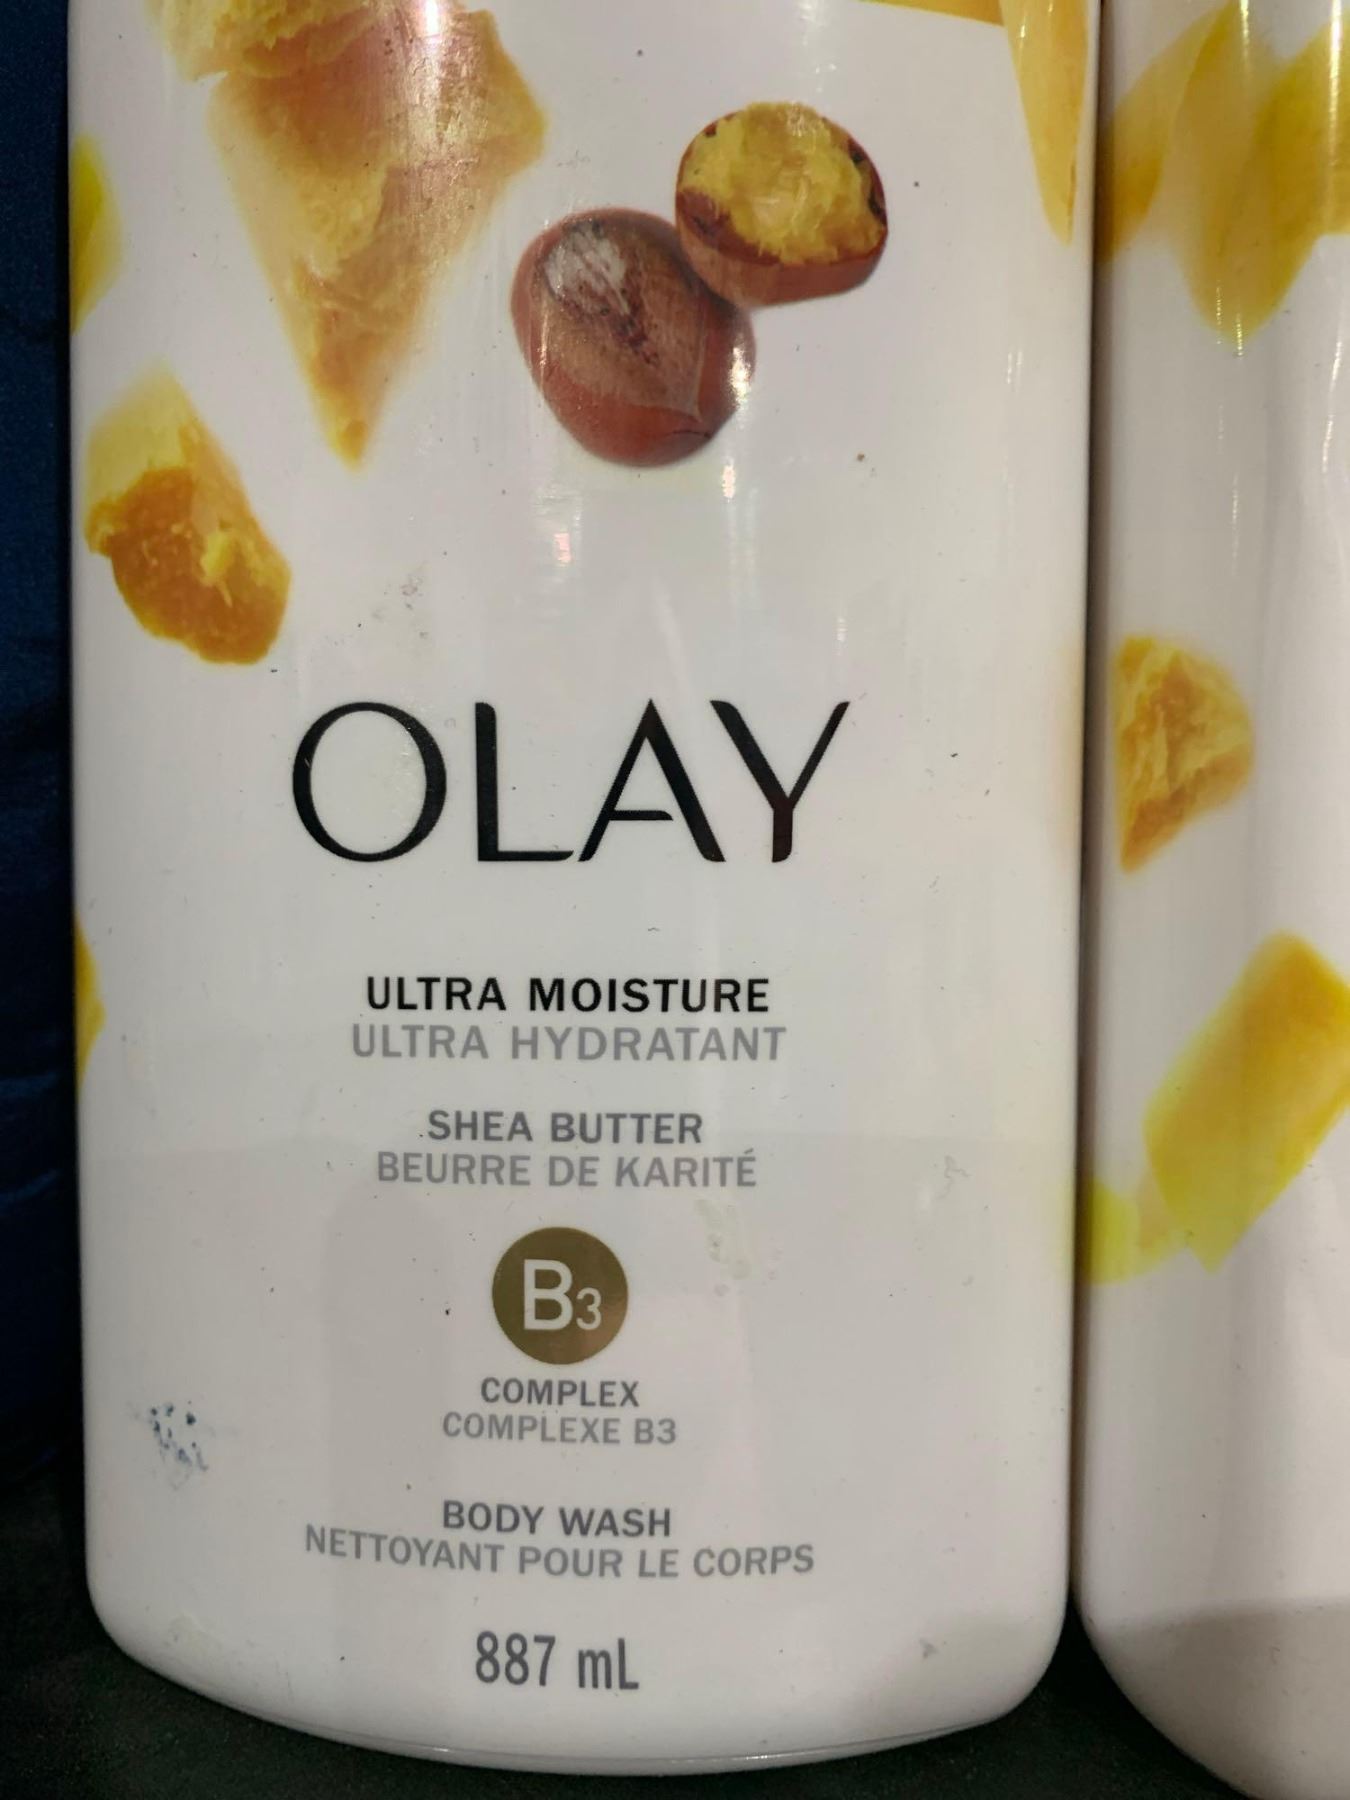 OLAY
ULTRA MOISTURE
ULTRA HYDRATANT
SHEA BUTTER
BEURRE DE KARITÉ
B3
COMPLEX
COMPLEXE B3
BODY WASH
NETTOYANT POUR LE CORPS
887 mL